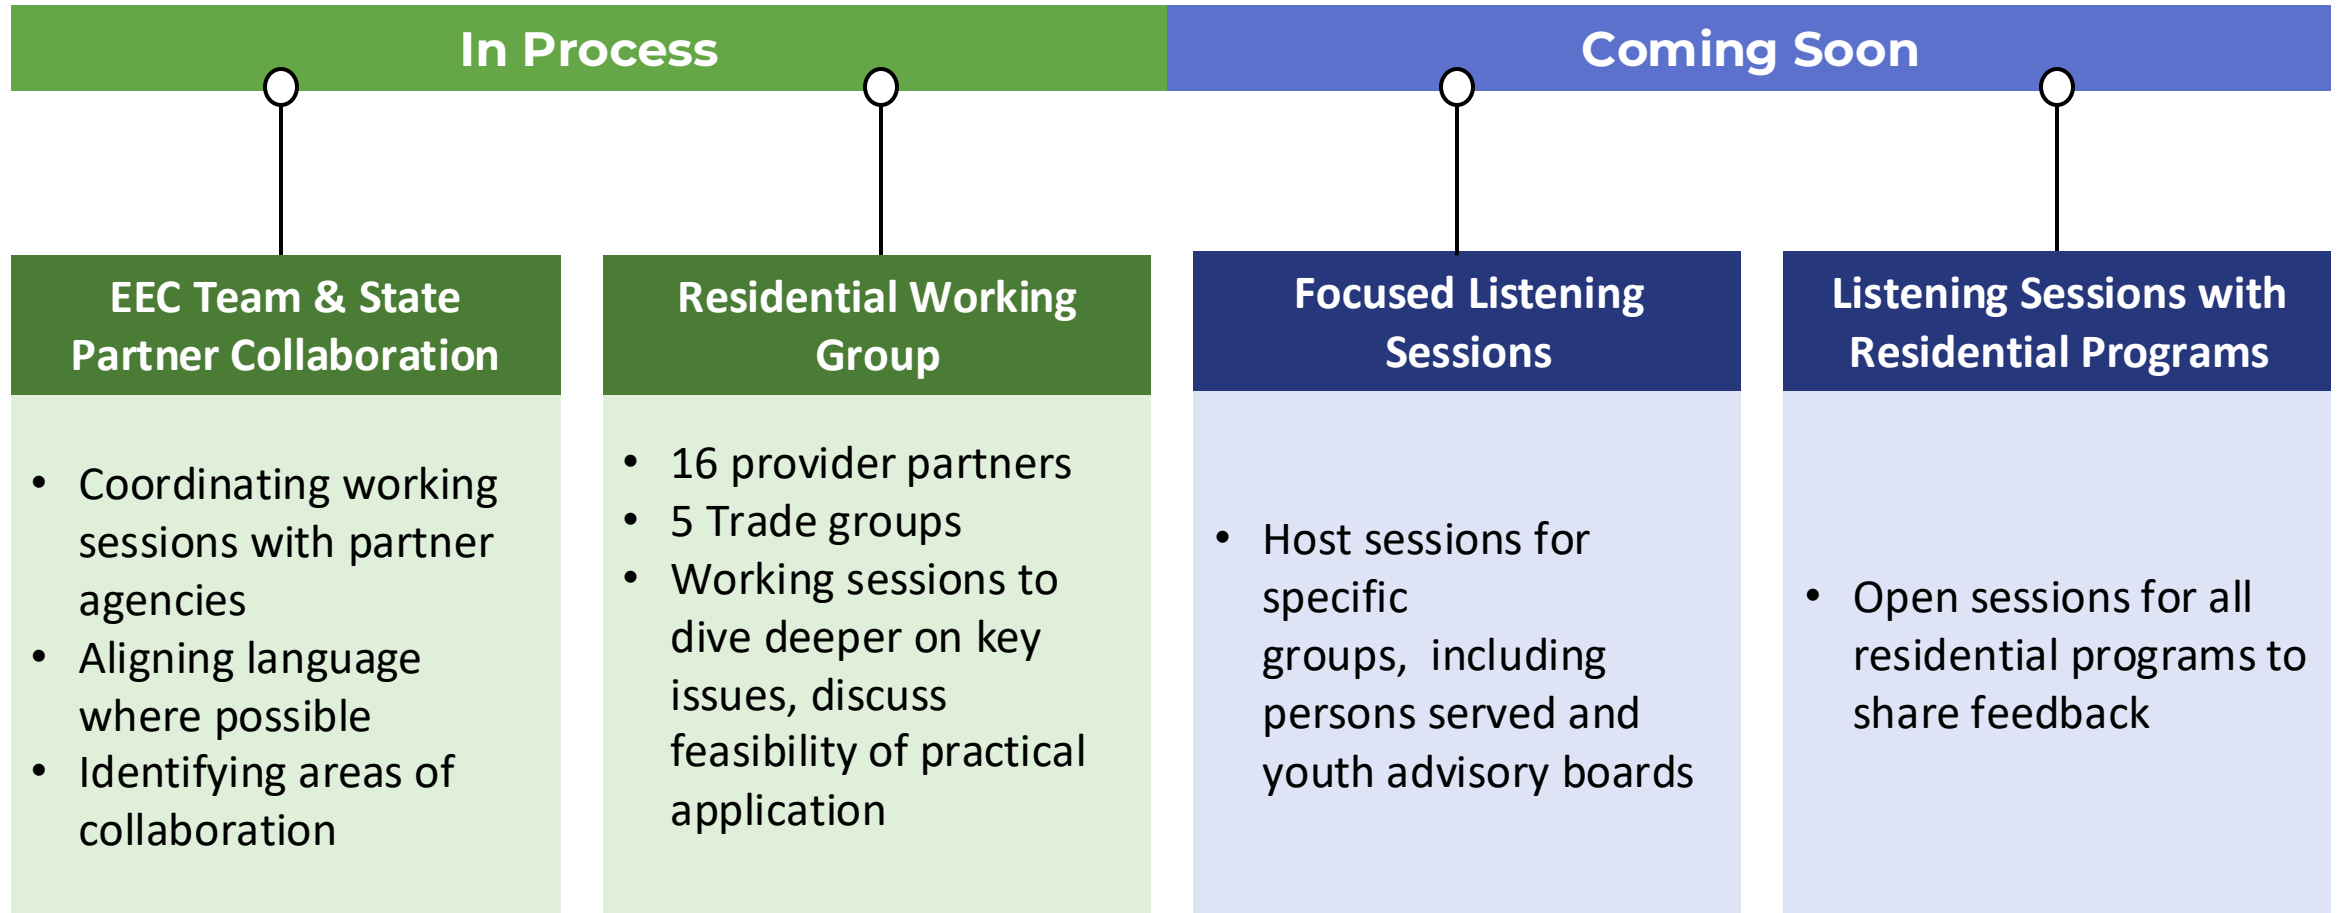 In Process
Coming Soon
EEC Team & State
Partner Collaboration
• Coordinating working
sessions with partner
agencies
• Aligning language
where possible
• Identifying areas of
collaboration
Residential Working
Group
• 16 provider partners
• 5 Trade groups
• Working sessions to
dive deeper on key
issues, discuss
feasibility of practical
application
Focused Listening
Sessions
• Host sessions for
specific
groups,  including
persons served and
youth advisory boards
Listening Sessions with
Residential Programs
• Open sessions for all
residential programs to
share feedback